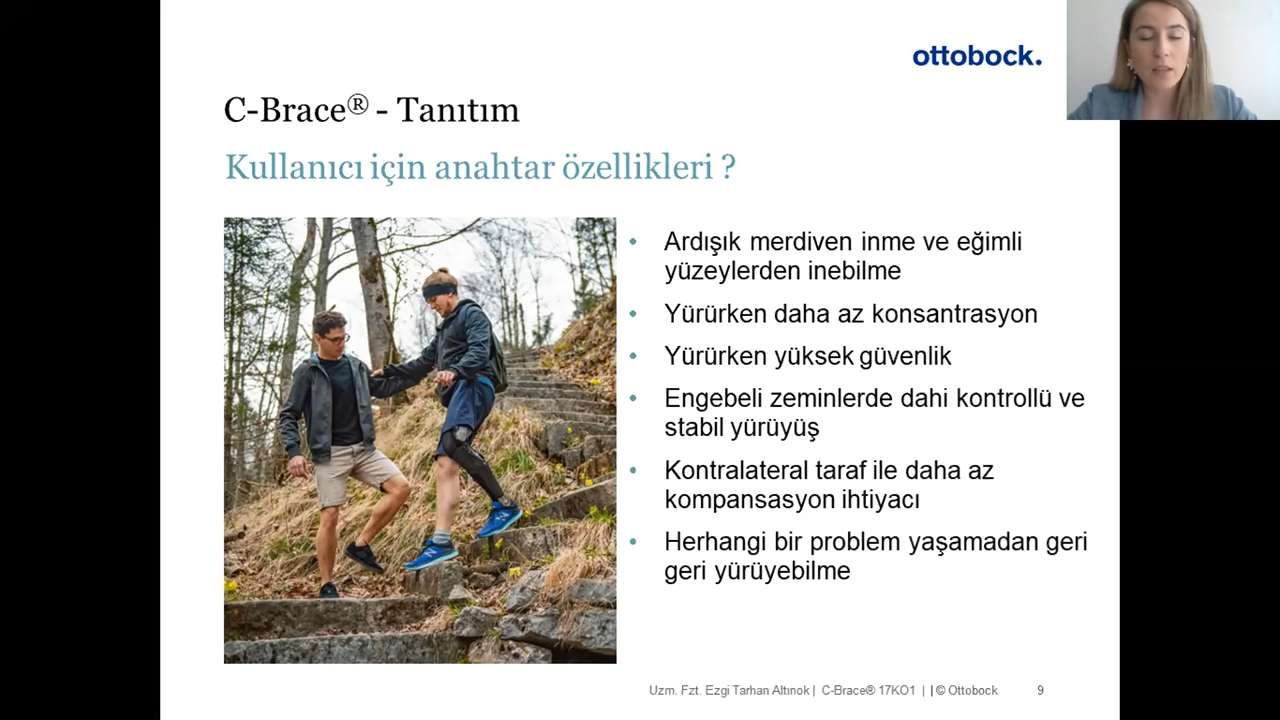 ottobock.
C-Brace® - Tanıtım
Kullanıcı için anahtar özellikleri ?
• Ardışık merdiven inme ve eğimli
yüzeylerden inebilme
• Yürürken daha az konsantrasyon
• Yürürken yüksek güvenlik
• Engebeli zeminlerde dahi kontrollü ve
stabil yürüyüş
• Kontralateral taraf ile daha az
kompansasyon ihtiyacı
• Herhangi bir problem yaşamadan geri
geri yürüyebilme
Uzm. Fzt. Ezgi Tarhan Altınok | C-Brace® 17KO1 | | © Ottobock 9